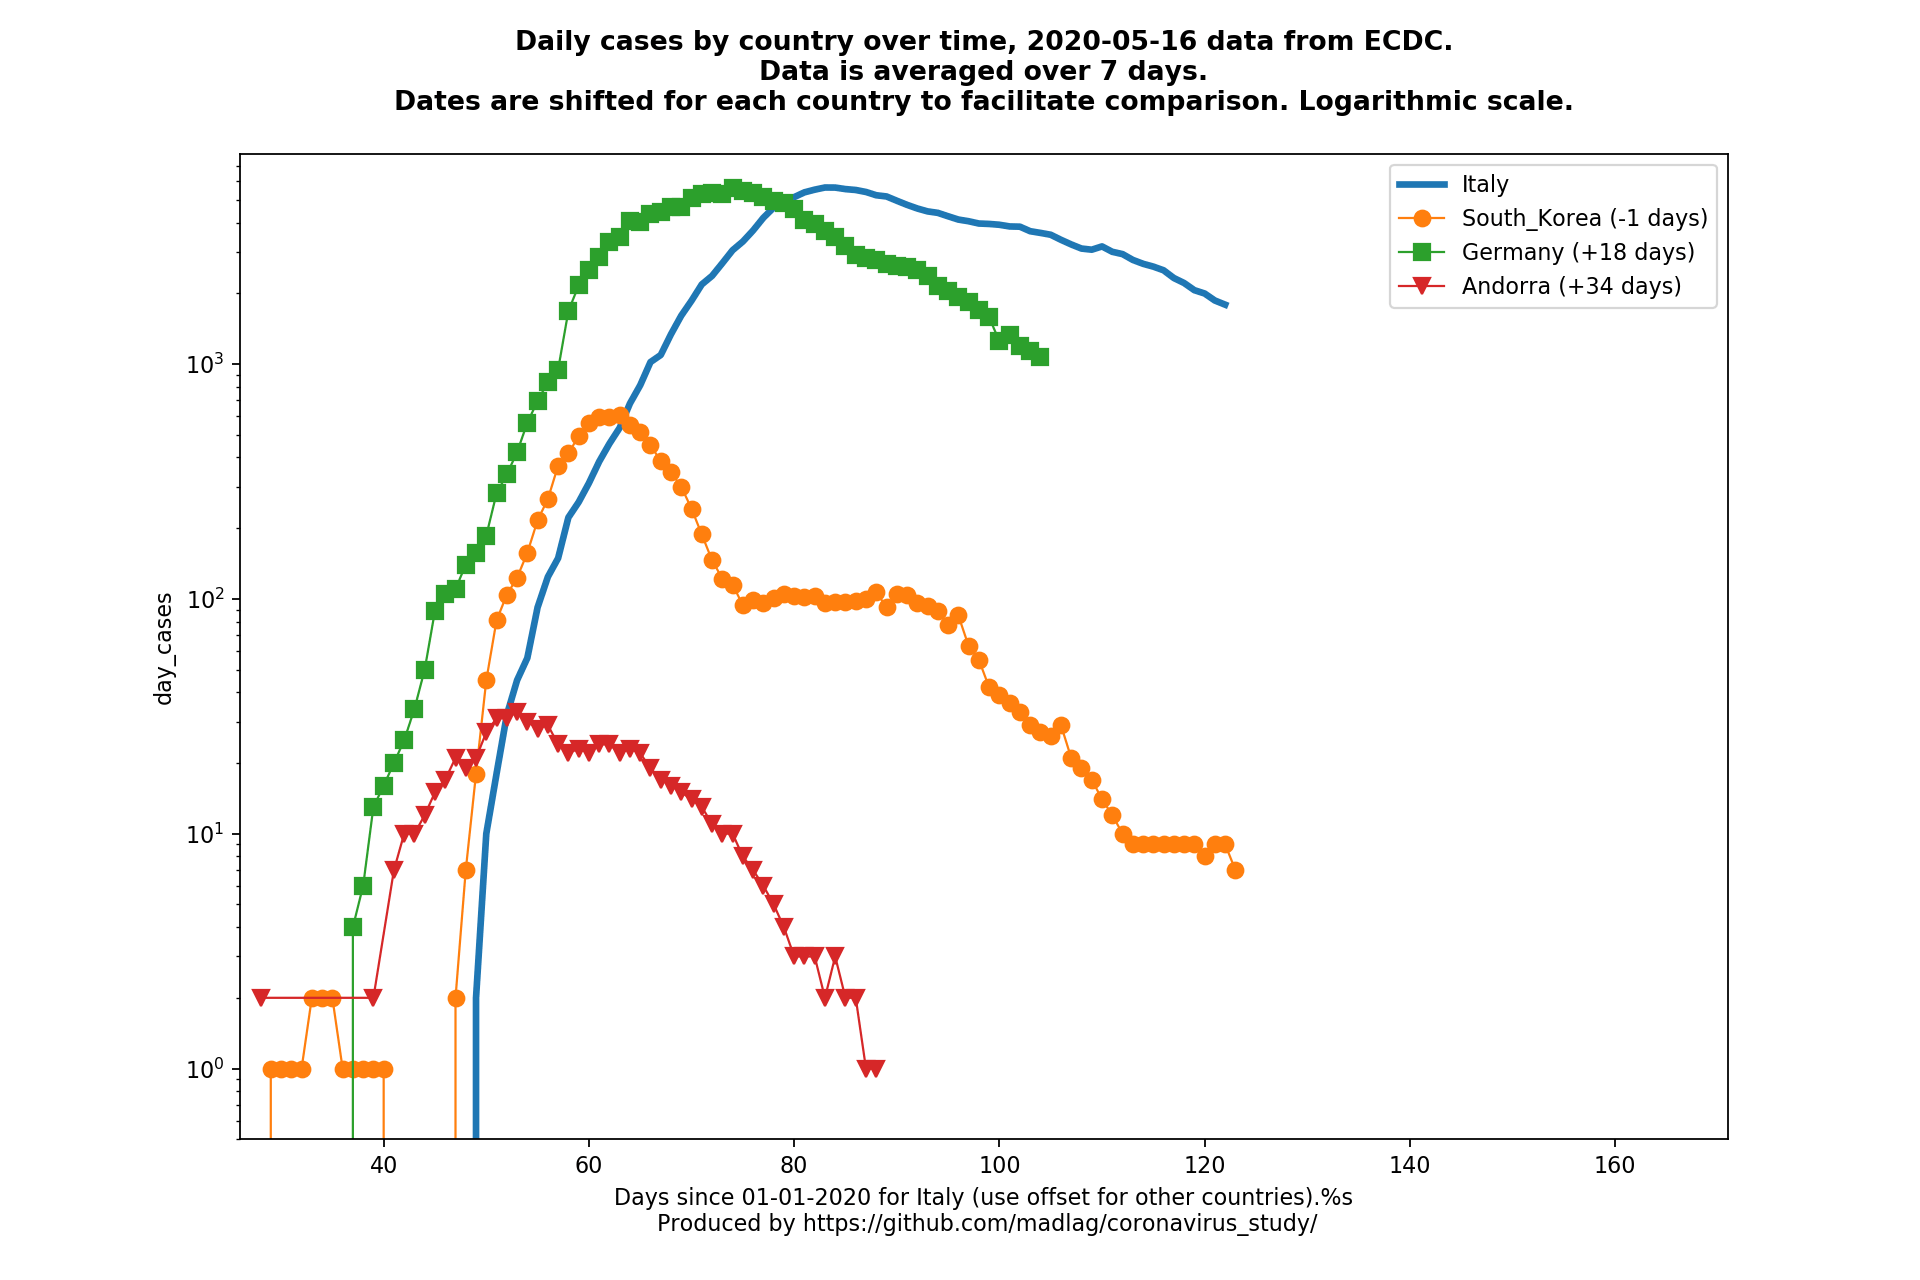 Daily cases by country over time, 2020-05-16 data from ECDC.
Data is averaged over 7 days.
Dates are shifted for each country to facilitate comparison. Logarithmic scale.
Italy
South_Korea (-1 days)
Germany (+18 days)
Andorra (+34 days)
day_cases
10³
10²
10¹
10⁰
40 60 80 100 120 140 160
Days since 01-01-2020 for Italy (use offset for other countries).%s
Produced by https://github.com/madlag/coronavirus_study/